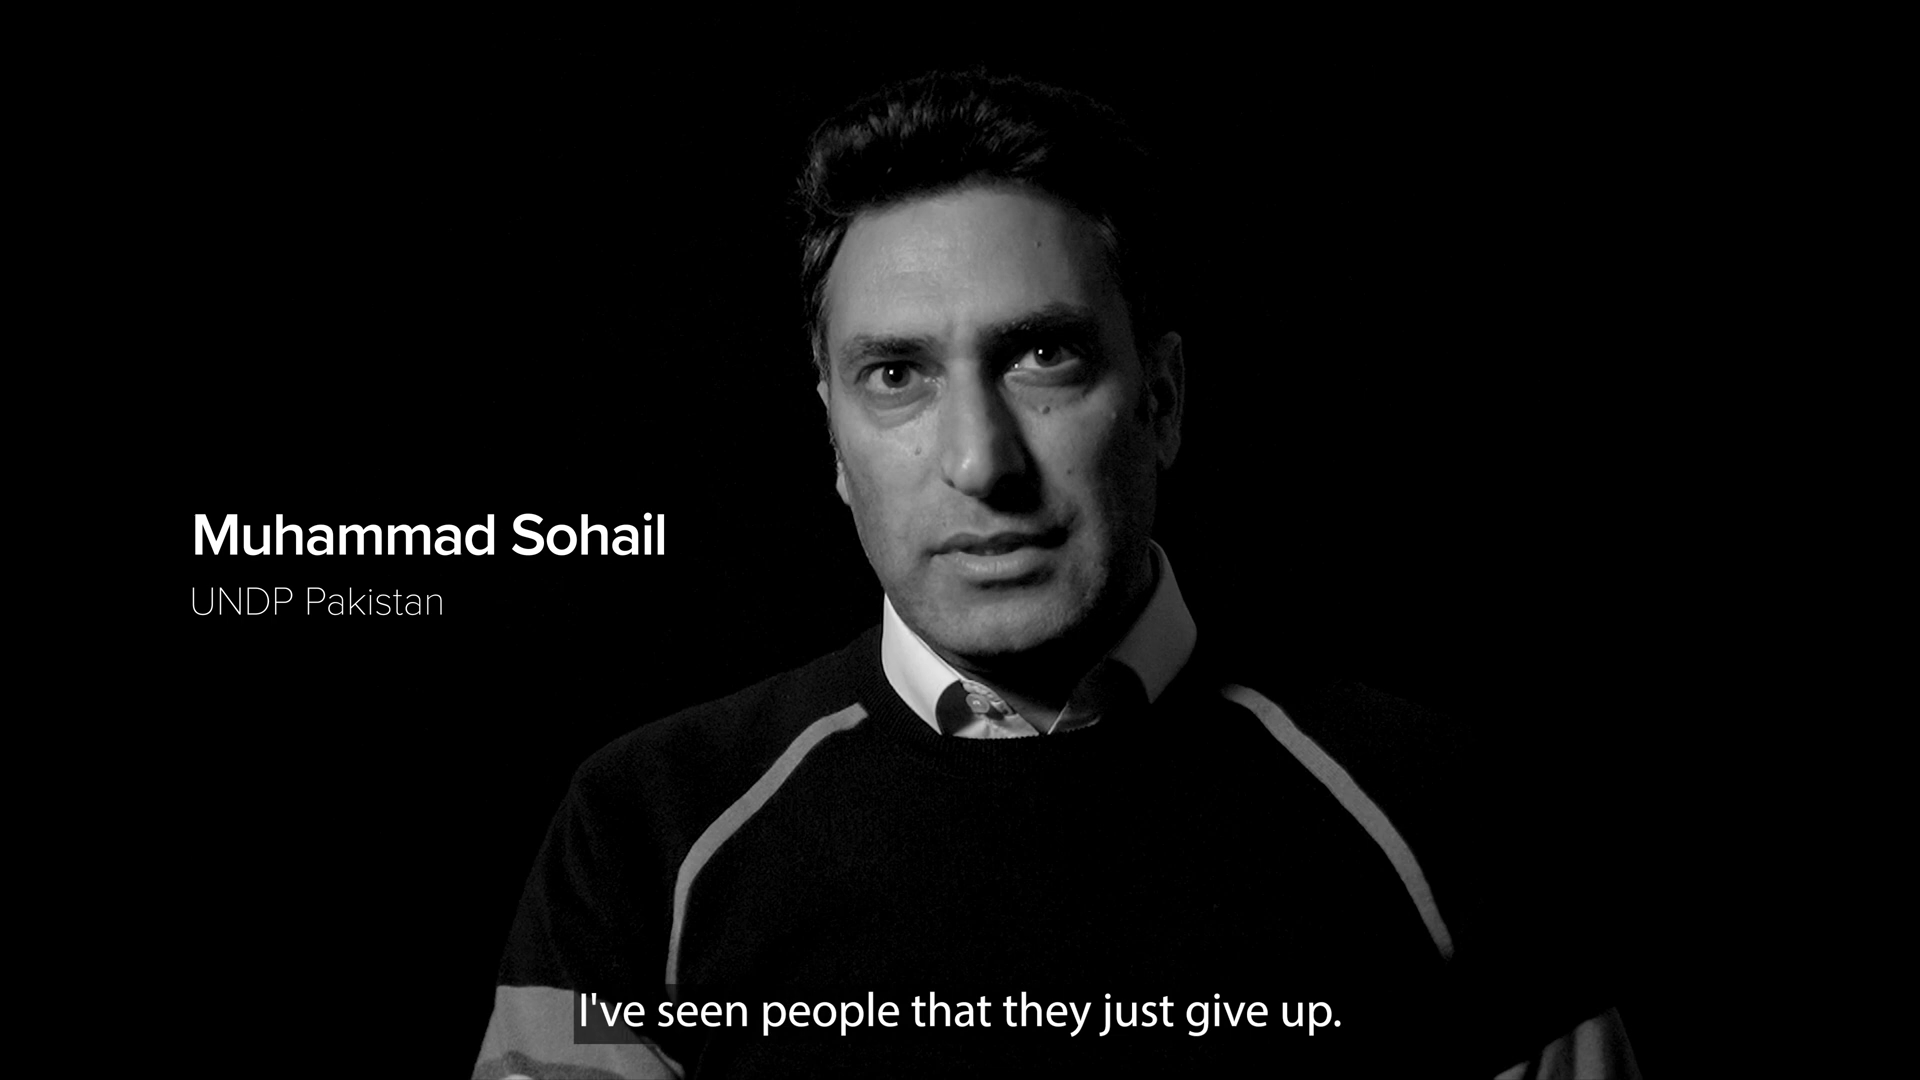 Muhammad Sohail
UNDP Pakistan
I've seen people that they just give up.